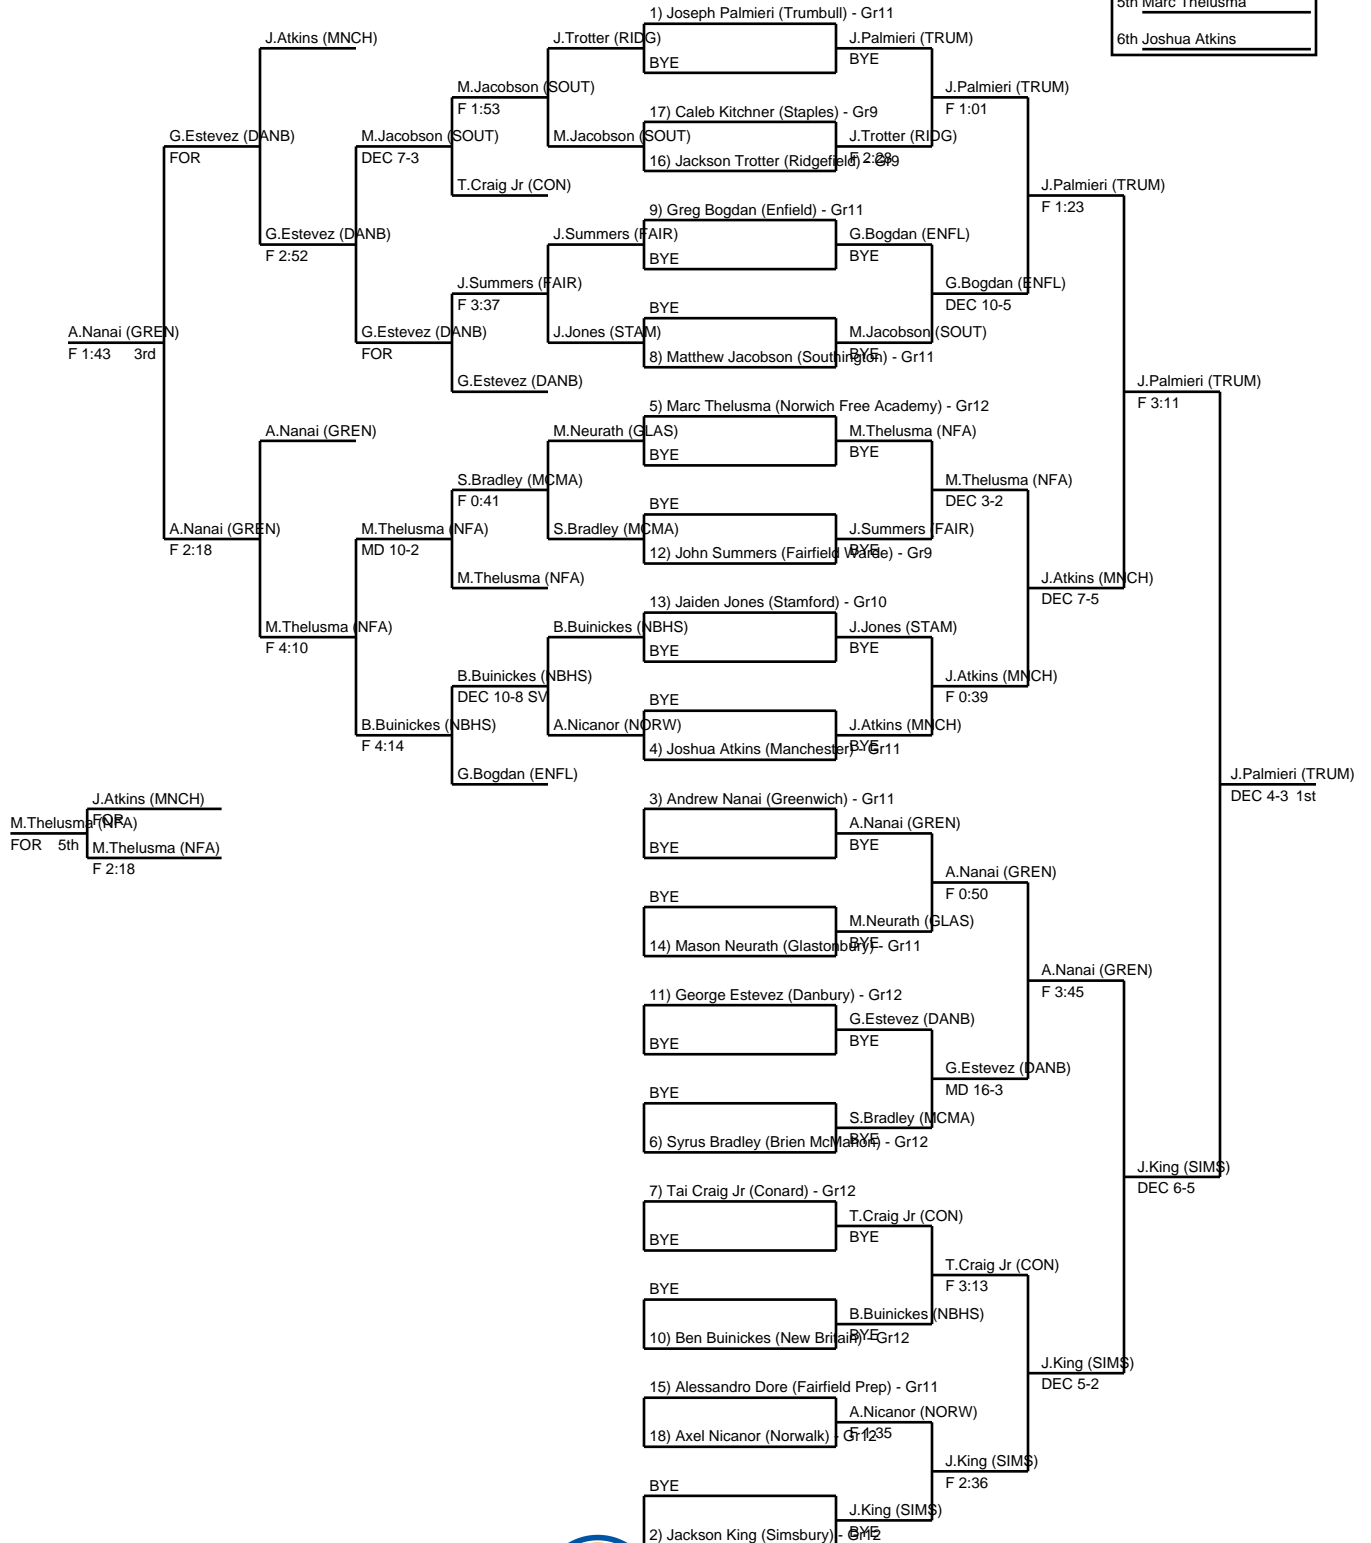 5th Marc Thelusma
6th Joshua Atkins
J.Atkins (MNCH)
G.Estevez (DANB)
FOR
G.Estevez (DANB)
F 2:52
A.Nanai (GREN)
F 1:43 3rd
A.Nanai (GREN)
A.Nanai (GREN)
F 2:18
M.Thelusma (NFA)
F 4:10
M.Jacobson (SOUT)
DEC 7-3
G.Estevez (DANB)
FOR
M.Thelusma (NFA)
MD 10-2
B.Buinickes (NBHS)
F 4:14
M.Jacobson (SOUT)
F 1:53
T.Craig Jr (CON)
J.Summers (FAIR)
F 3:37
G.Estevez (DANB)
S.Bradley (MCMA)
F 0:41
M.Thelusma (NFA)
B.Buinickes (NBHS)
DEC 10-8 SV
G.Bogdan (ENFL)
J.Trotter (RIDG)
M.Jacobson (SOUT)
J.Summers (FAIR)
J.Jones (STAM)
M.Neurath (GLAS)
S.Bradley (MCMA)
B.Buinickes (NBHS)
A.Nicanor (NORW)
J.Atkins (MNCH)
FOR
M.Thelusma (NFA)
FOR 5th
M.Thelusma (NFA)
F 2:18
1) Joseph Palmieri (Trumbull) - Gr11
BYE
17) Caleb Kitchner (Staples) - Gr9
16) Jackson Trotter (Ridgefield) - Gr9
9) Greg Bogdan (Enfield) - Gr11
BYE
BYE
8) Matthew Jacobson (Southington) - Gr11
5) Marc Thelusma (Norwich Free Academy) - Gr12
BYE
BYE
12) John Summers (Fairfield Warde) - Gr9
13) Jaiden Jones (Stamford) - Gr10
BYE
BYE
4) Joshua Atkins (Manchester) - Gr11
3) Andrew Nanai (Greenwich) - Gr11
BYE
BYE
14) Mason Neurath (Glastonbury) - Gr11
11) George Estevez (Danbury) - Gr12
BYE
BYE
6) Syrus Bradley (Brien McMahon) - Gr12
7) Tai Craig Jr (Conard) - Gr12
BYE
BYE
10) Ben Buinickes (New Britain) - Gr12
15) Alessandro Dore (Fairfield Prep) - Gr11
18) Axel Nicanor (Norwalk) - Gr12
BYE
2) Jackson King (Simsbury) - Gr12
J.Palmieri (TRUM)
BYE
J.Trotter (RIDG)
F 2:28
G.Bogdan (ENFL)
BYE
M.Jacobson (SOUT)
BYE
M.Thelusma (NFA)
BYE
J.Summers (FAIR)
BYE
J.Jones (STAM)
BYE
J.Atkins (MNCH)
BYE
A.Nanai (GREN)
BYE
M.Neurath (GLAS)
BYE
G.Estevez (DANB)
BYE
S.Bradley (MCMA)
BYE
T.Craig Jr (CON)
BYE
B.Buinickes (NBHS)
BYE
A.Nicanor (NORW)
F 1:35
J.King (SIMS)
BYE
J.Palmieri (TRUM)
F 1:01
G.Bogdan (ENFL)
DEC 10-5
M.Thelusma (NFA)
DEC 3-2
J.Atkins (MNCH)
F 0:39
A.Nanai (GREN)
F 0:50
G.Estevez (DANB)
MD 16-3
T.Craig Jr (CON)
F 3:13
J.King (SIMS)
F 2:36
J.Palmieri (TRUM)
F 1:23
J.Atkins (MNCH)
DEC 7-5
A.Nanai (GREN)
F 3:45
J.King (SIMS)
DEC 5-2
J.Palmieri (TRUM)
F 3:11
J.King (SIMS)
DEC 6-5
J.Palmieri (TRUM)
DEC 4-3 1st